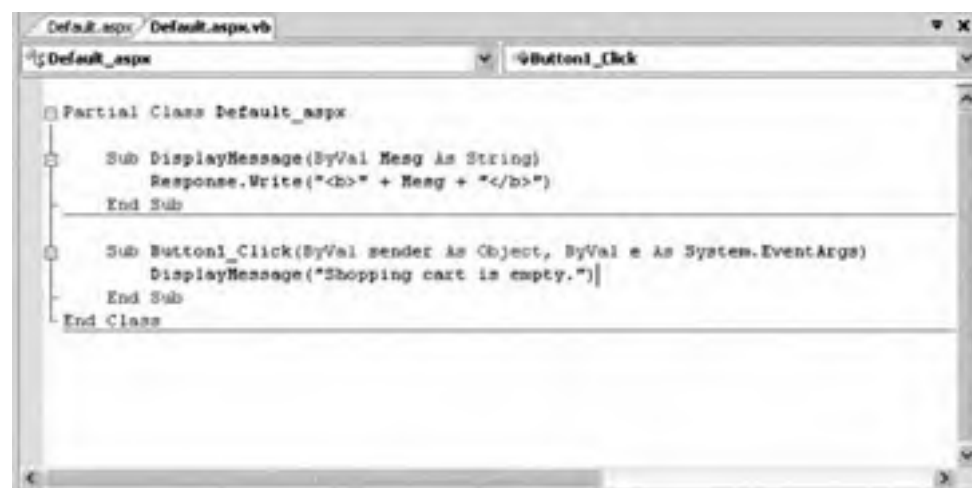 Default.aspx Default.aspx.vb
Default_aspx Button1_Click
Partial Class Default_aspx
Sub DisplayMessage(ByVal Mesg As String)
Response.Write("<b>" + Mesg + "</b>")
End Sub
Sub Button1_Click(ByVal sender As Object, ByVal e As System.EventArgs)
DisplayMessage("Shopping cart is empty.")
End Sub
End Class